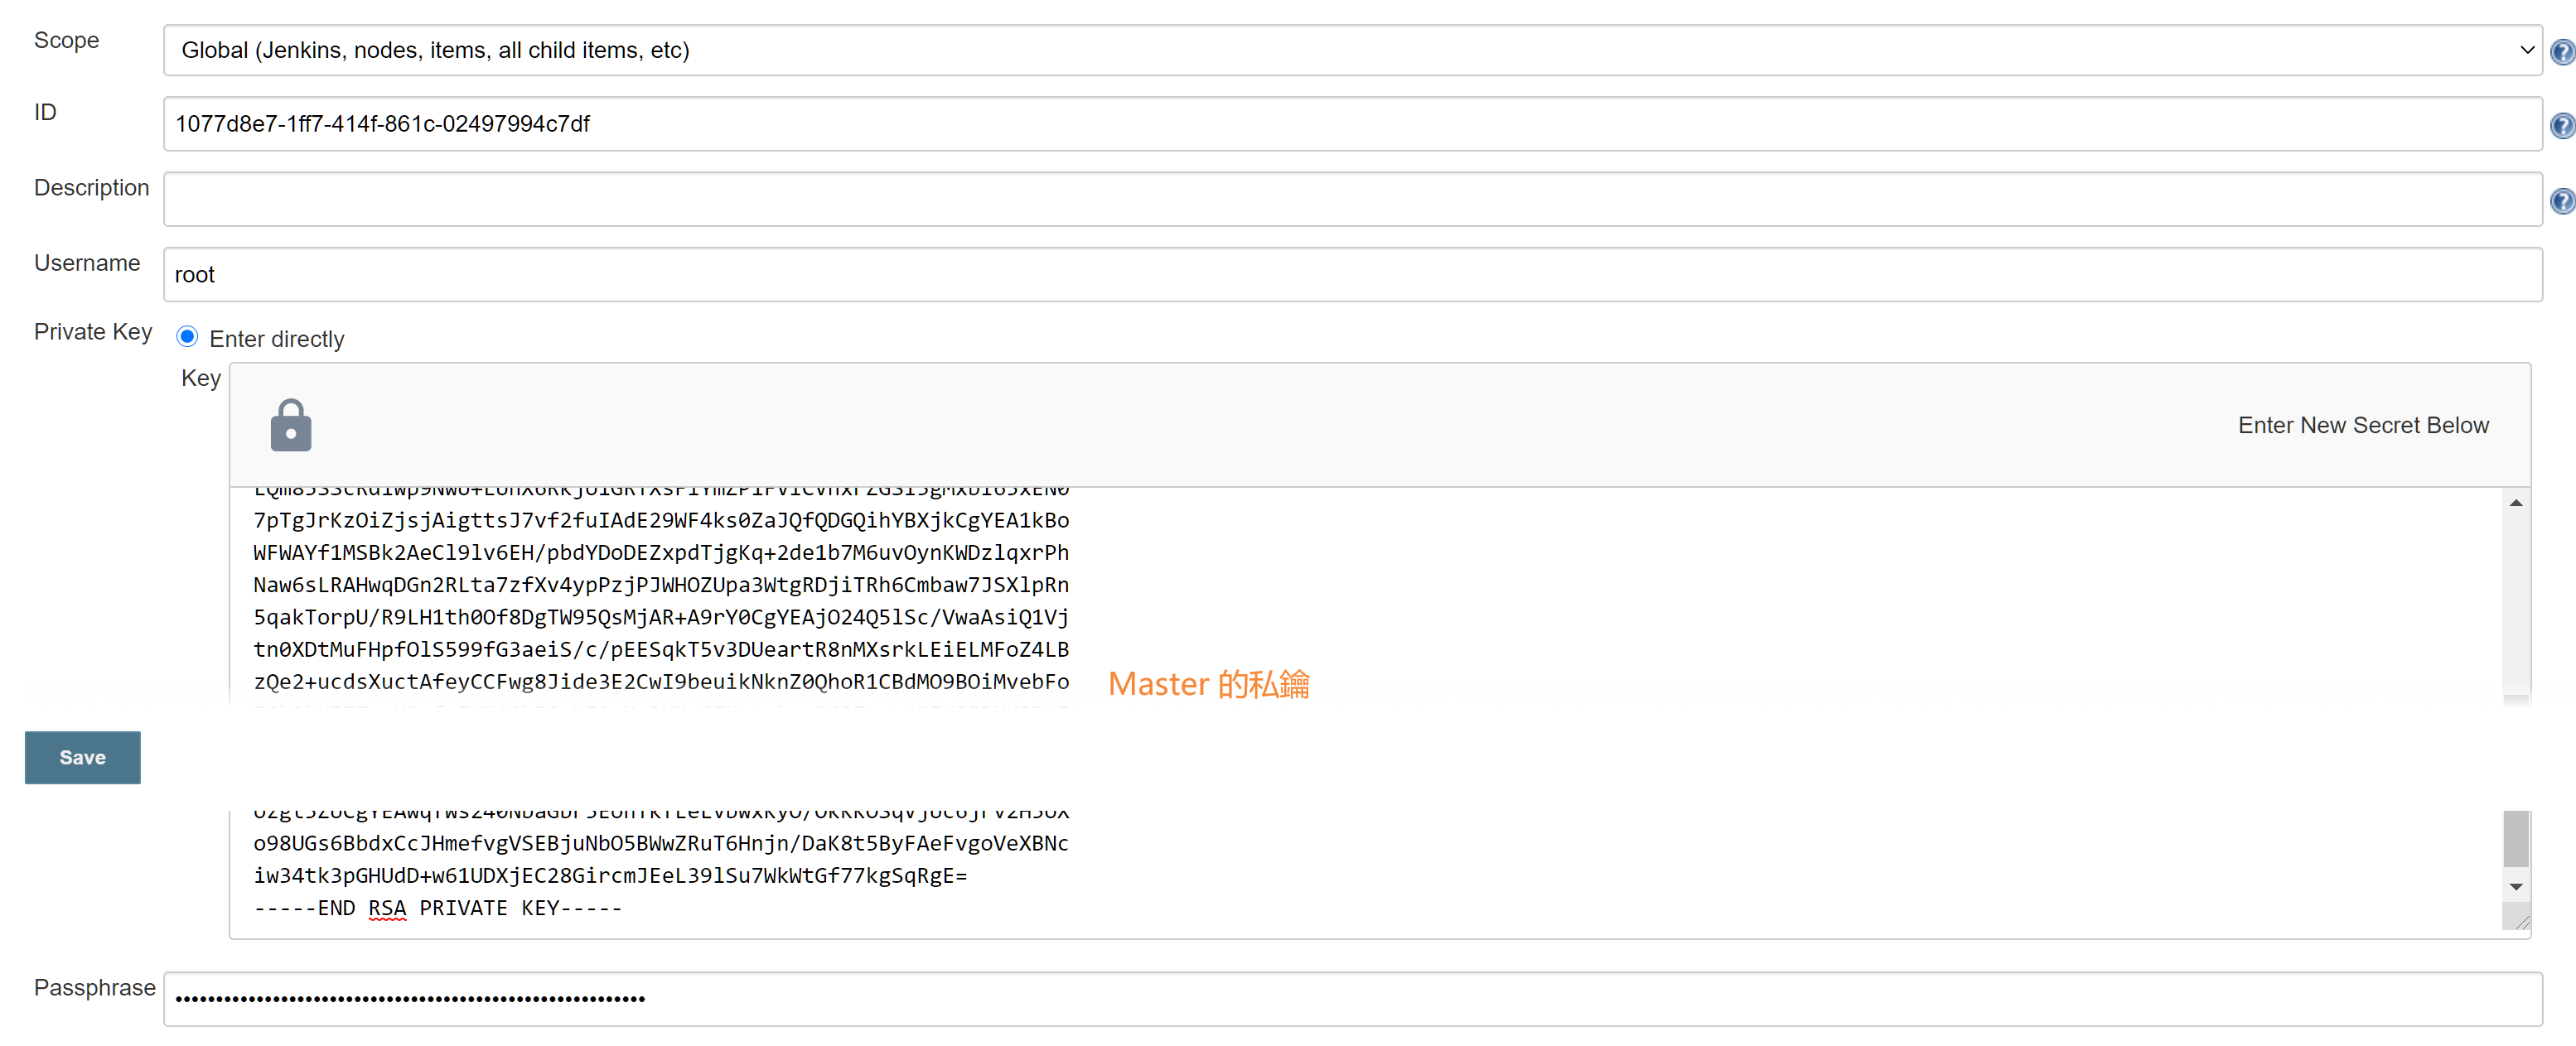 Scope
Global (Jenkins, nodes, items, all child items, etc)
ID
1077d8e7-1ff7-414f-861c-02497994c7df
Description
Username
root
Private Key
Enter directly
Key
Enter New Secret Below
7pTgJrKzOiZjsjAigttsJ7vf2fuIAdE29WF4ks0ZaJQfQDGQihYBXjkCgYEA1kBo
WFWAYf1MSBk2AeCl9lv6EH/pbdYDoDEZxpdTjgKq+2de1b7M6uvOynKWDzlqxrPh
Naw6sLRAHwqDGn2RLta7zfXv4ypPzjPJWHOZUpa3WtgRDjiTRh6Cmbaw7JSXlpRn
5qakTorpU/R9LH1th0Of8DgTW95QsMjAR+A9rY0CgYEAjO24Q5lSc/VwaAsiQ1Vj
tn0XDtMuFHpfOlS599fG3aeiS/c/pEESqkT5v3DUeartR8nMXsrkLEiELMFoZ4LB
zQe2+ucdsXuctAfeyCCFwg8Jide3E2CwI9beuikNknZ0QhoR1CBdMO9BOiMvebFo
Master 的私鑰
Save
o98UGs6BbdxCcJHmefvgVSEBjuNbO5BWwZRuT6Hnjn/DaK8t5ByFAeFvgoVeXBNc
iw34tk3pGHUdD+w61UDXjEC28GircmJEeL39lSu7WkWtGf77kgSqRgE=
-----END RSA PRIVATE KEY-----
Passphrase